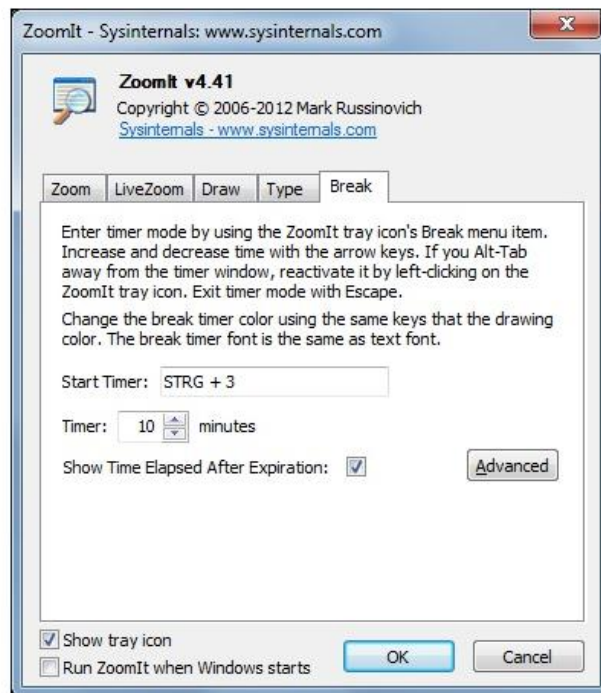 ZoomIt - Sysinternals: www.sysinternals.com
ZoomIt v4.41
Copyright © 2006-2012 Mark Russinovich
Sysinternals - www.sysinternals.com
Zoom LiveZoom Draw Type Break
Enter timer mode by using the ZoomIt tray icon's Break menu item.
Increase and decrease time with the arrow keys. If you Alt-Tab
away from the timer window, reactivate it by left-clicking on the
ZoomIt tray icon. Exit timer mode with Escape.
Change the break timer color using the same keys that the drawing
color. The break timer font is the same as text font.
Start Timer: STRG + 3
Timer: 10 minutes
Show Time Elapsed After Expiration: Advanced
Show tray icon
Run ZoomIt when Windows starts
OK Cancel